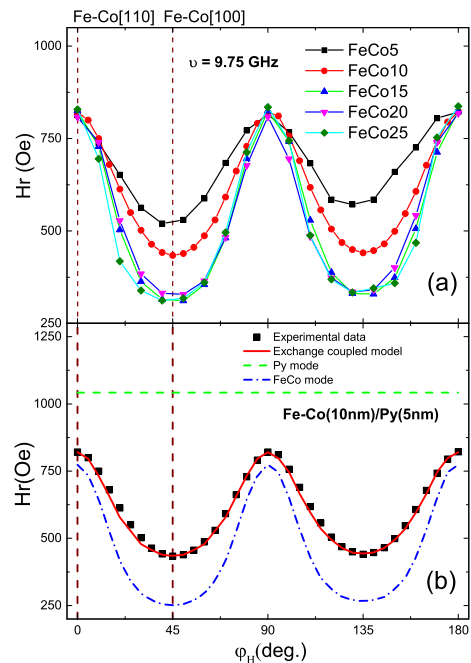 Fe-Co[110] Fe-Co[100]
1000
750
500
250
Hr (Oe)
υ = 9.75 GHz
FeCo5
FeCo10
FeCo15
FeCo20
FeCo25
(a)
1250
1000
750
500
250
Hr(Oe)
Experimental data
Exchange coupled model
Py mode
FeCo mode
Fe-Co(10nm)/Py(5nm)
(b)
0 45 90 135 180
φH(deg.)